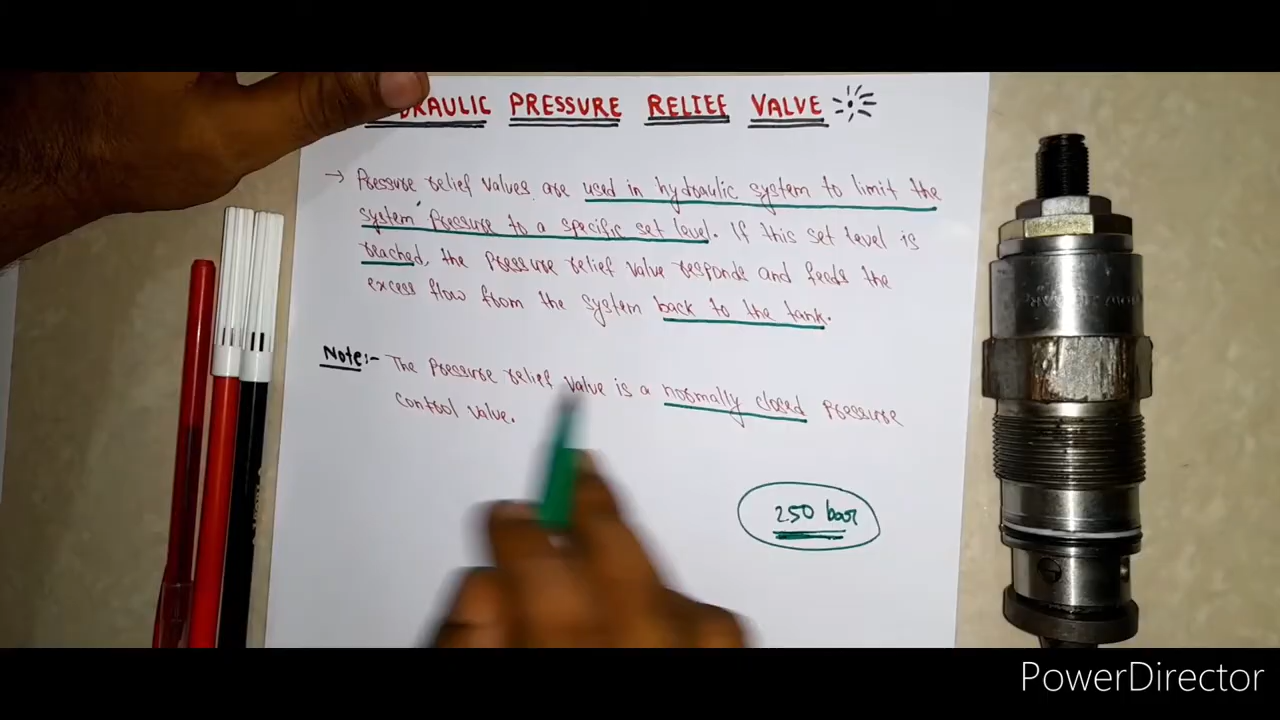 DRAULIC PRESSURE RELIEF VALVE
→ Pressure relief valves are used in hydraulic system to limit the
system pressure to a specific set level. If this set level is
reached, the pressure relief valve responds and feeds the
excess flow from the system back to the tank.
Note:- The Pressure relief valve is a normally closed pressure
control valve.
250 bar
PowerDirector